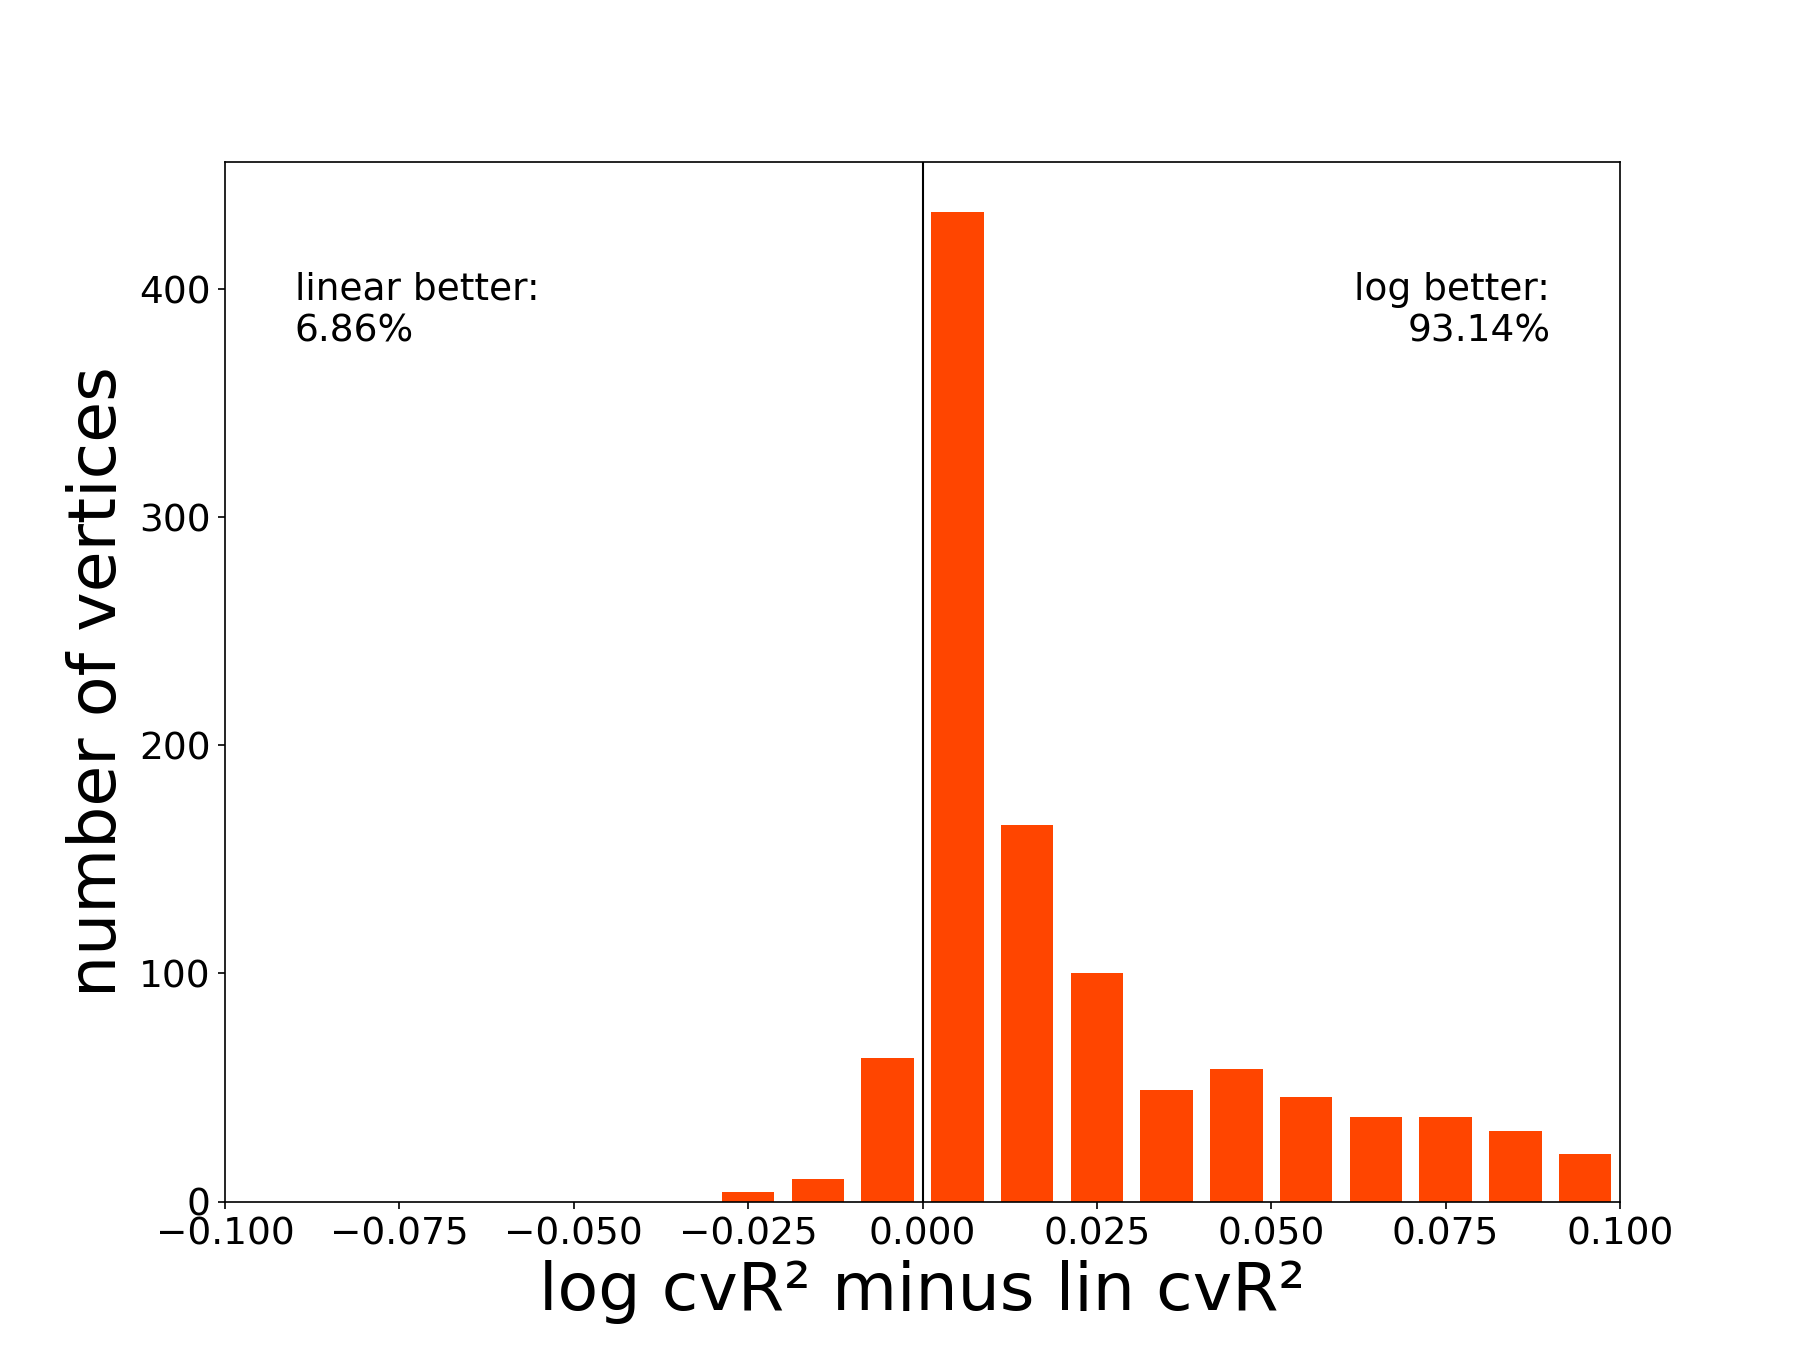 linear better:
6.86%
log better:
93.14%
number of vertices
400
300
200
100
0
−0.100 −0.075 −0.050 −0.025 0.000 0.025 0.050 0.075 0.100
log cvR² minus lin cvR²